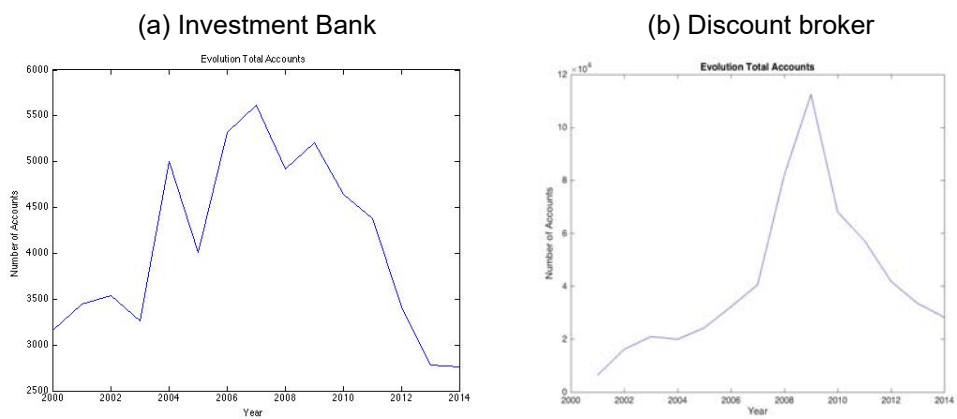 (a) Investment Bank
Evolution Total Accounts
6000
5500
5000
4500
4000
3500
3000
2500
Number of Accounts
2000 2002 2004 2006 2008 2010 2012 2014
Year
(b) Discount broker
Evolution Total Accounts
×10⁴
12
10
8
6
4
2
0
Number of Accounts
2000 2002 2004 2006 2008 2010 2012 2014
Year